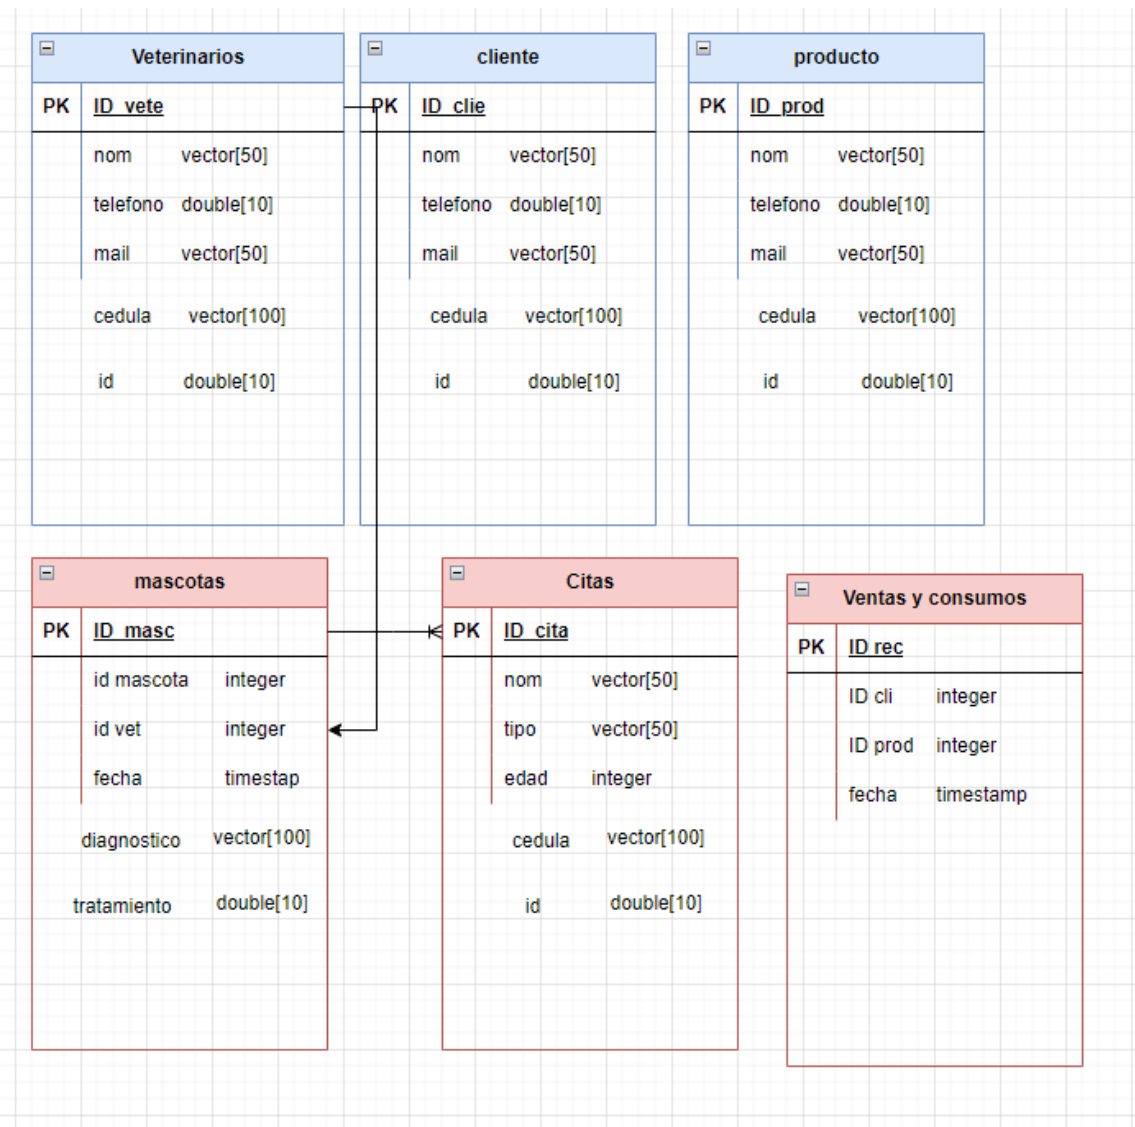 Veterinarios
PK ID_vete
nom vector[50]
telefono double[10]
mail vector[50]
cedula vector[100]
id double[10]
cliente
PK ID_clie
nom vector[50]
telefono double[10]
mail vector[50]
cedula vector[100]
id double[10]
producto
PK ID_prod
nom vector[50]
telefono double[10]
mail vector[50]
cedula vector[100]
id double[10]
mascotas
PK ID_masc
id mascota integer
id vet integer
fecha timestap
diagnostico vector[100]
tratamiento double[10]
Citas
PK ID_cita
nom vector[50]
tipo vector[50]
edad integer
cedula vector[100]
id double[10]
Ventas y consumos
PK ID rec
ID cli integer
ID prod integer
fecha timestamp